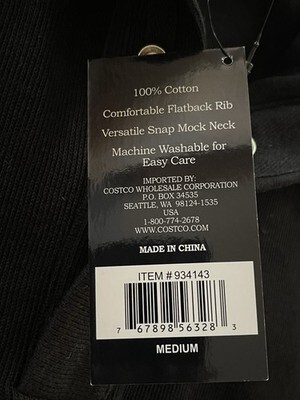 100% Cotton
Comfortable Flatback Rib
Versatile Snap Mock Neck
Machine Washable for
Easy Care
IMPORTED BY:
COSTCO WHOLESALE CORPORATION
P.O. BOX 34535
SEATTLE, WA 98124-1535
USA
1-800-774-2678
WWW.COSTCO.COM
MADE IN CHINA
ITEM # 934143
7 67898 56328 3
MEDIUM